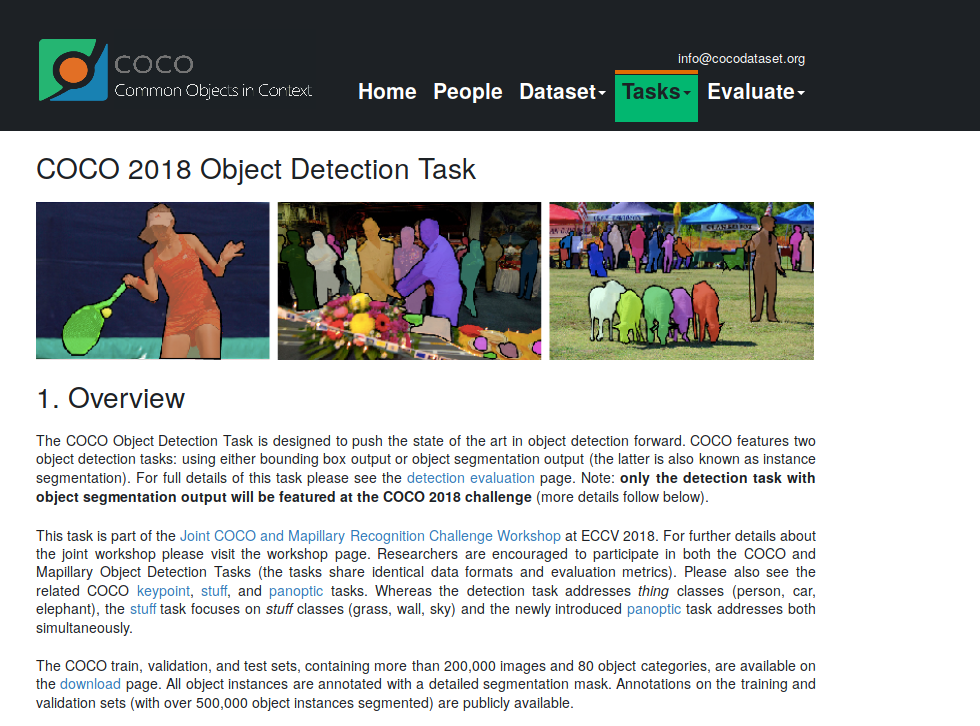 info@cocodataset.org
COCO
Common Objects in Context
Home People Dataset Tasks Evaluate
COCO 2018 Object Detection Task
1. Overview
The COCO Object Detection Task is designed to push the state of the art in object detection forward. COCO features two
object detection tasks: using either bounding box output or object segmentation output (the latter is also known as instance
segmentation). For full details of this task please see the detection evaluation page. Note: only the detection task with
object segmentation output will be featured at the COCO 2018 challenge (more details follow below).
This task is part of the Joint COCO and Mapillary Recognition Challenge Workshop at ECCV 2018. For further details about
the joint workshop please visit the workshop page. Researchers are encouraged to participate in both the COCO and
Mapillary Object Detection Tasks (the tasks share identical data formats and evaluation metrics). Please also see the
related COCO keypoint, stuff, and panoptic tasks. Whereas the detection task addresses thing classes (person, car,
elephant), the stuff task focuses on stuff classes (grass, wall, sky) and the newly introduced panoptic task addresses both
simultaneously.
The COCO train, validation, and test sets, containing more than 200,000 images and 80 object categories, are available on
the download page. All object instances are annotated with a detailed segmentation mask. Annotations on the training and
validation sets (with over 500,000 object instances segmented) are publicly available.